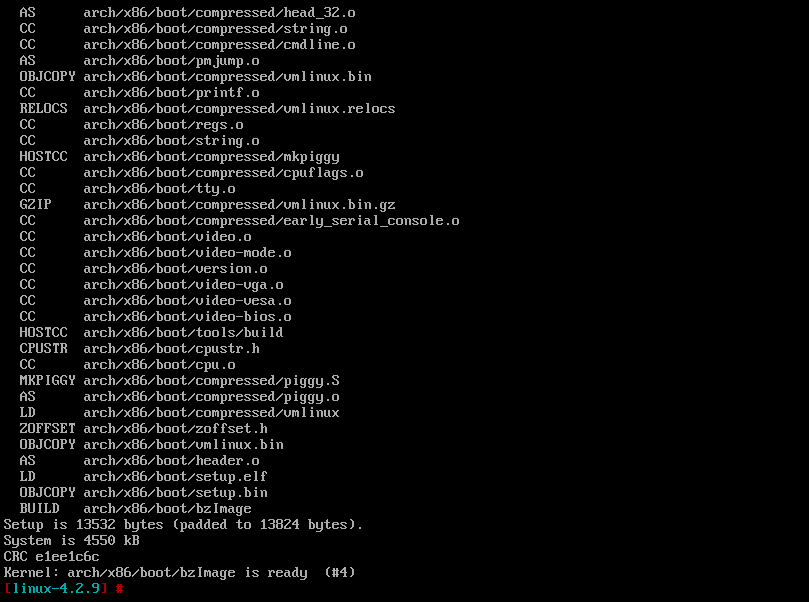 AS      arch/x86/boot/compressed/head_32.o
CC      arch/x86/boot/compressed/string.o
CC      arch/x86/boot/compressed/cmdline.o
AS      arch/x86/boot/pmjump.o
OBJCOPY arch/x86/boot/compressed/vmlinux.bin
CC      arch/x86/boot/printf.o
RELOCS  arch/x86/boot/compressed/vmlinux.relocs
CC      arch/x86/boot/regs.o
CC      arch/x86/boot/string.o
HOSTCC  arch/x86/boot/compressed/mkpiggy
CC      arch/x86/boot/compressed/cpuflags.o
CC      arch/x86/boot/tty.o
GZIP    arch/x86/boot/compressed/vmlinux.bin.gz
CC      arch/x86/boot/compressed/early_serial_console.o
CC      arch/x86/boot/video.o
CC      arch/x86/boot/video-mode.o
CC      arch/x86/boot/version.o
CC      arch/x86/boot/video-vga.o
CC      arch/x86/boot/video-vesa.o
CC      arch/x86/boot/video-bios.o
HOSTCC  arch/x86/boot/tools/build
CPUSTR  arch/x86/boot/cpustr.h
CC      arch/x86/boot/cpu.o
MKPIGGY arch/x86/boot/compressed/piggy.S
AS      arch/x86/boot/compressed/piggy.o
LD      arch/x86/boot/compressed/vmlinux
ZOFFSET arch/x86/boot/zoffset.h
OBJCOPY arch/x86/boot/vmlinux.bin
AS      arch/x86/boot/header.o
LD      arch/x86/boot/setup.elf
OBJCOPY arch/x86/boot/setup.bin
BUILD   arch/x86/boot/bzImage
Setup is 13532 bytes (padded to 13824 bytes).
System is 4550 kB
CRC e1ee1c6c
Kernel: arch/x86/boot/bzImage is ready  (#4)
[linux-4.2.9] #